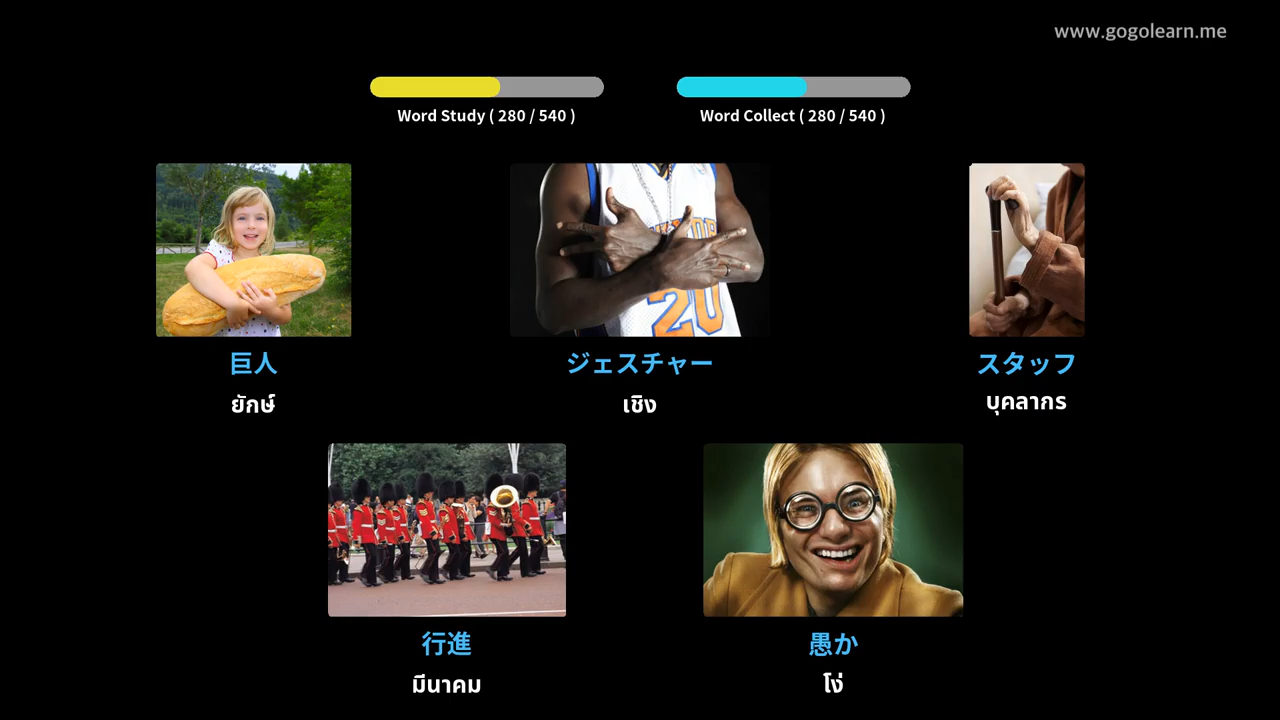 www.gogolearn.me
Word Study ( 280 / 540 )
Word Collect ( 280 / 540 )
20
巨人
ジェスチャー
スタッフ
ยักษ์
เชิง
บุคลากร
行進
愚か
มีนาคม
โง่